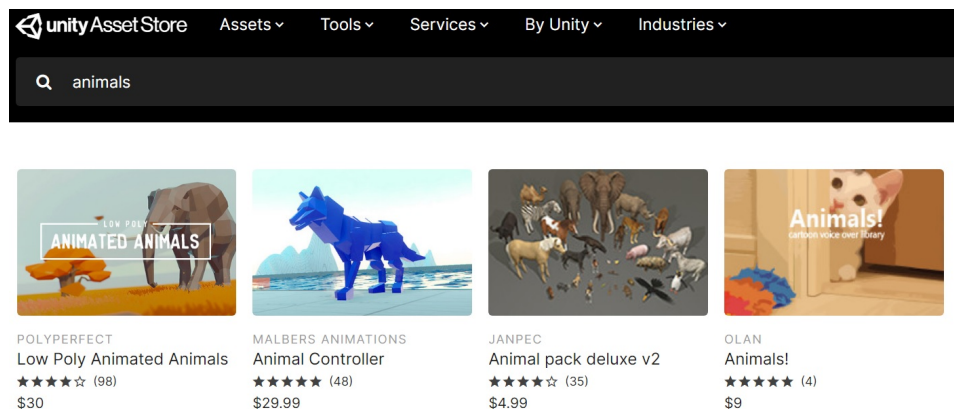 unity Asset Store Assets Tools Services By Unity Industries
animals
LOW POLY
ANIMATED ANIMALS
Animals!
cartoon voice over library
POLYPERFECT
Low Poly Animated Animals
★★★★☆ (98)
$30
MALBERS ANIMATIONS
Animal Controller
★★★★★ (48)
$29.99
JANPEC
Animal pack deluxe v2
★★★★☆ (35)
$4.99
OLAN
Animals!
★★★★★ (4)
$9